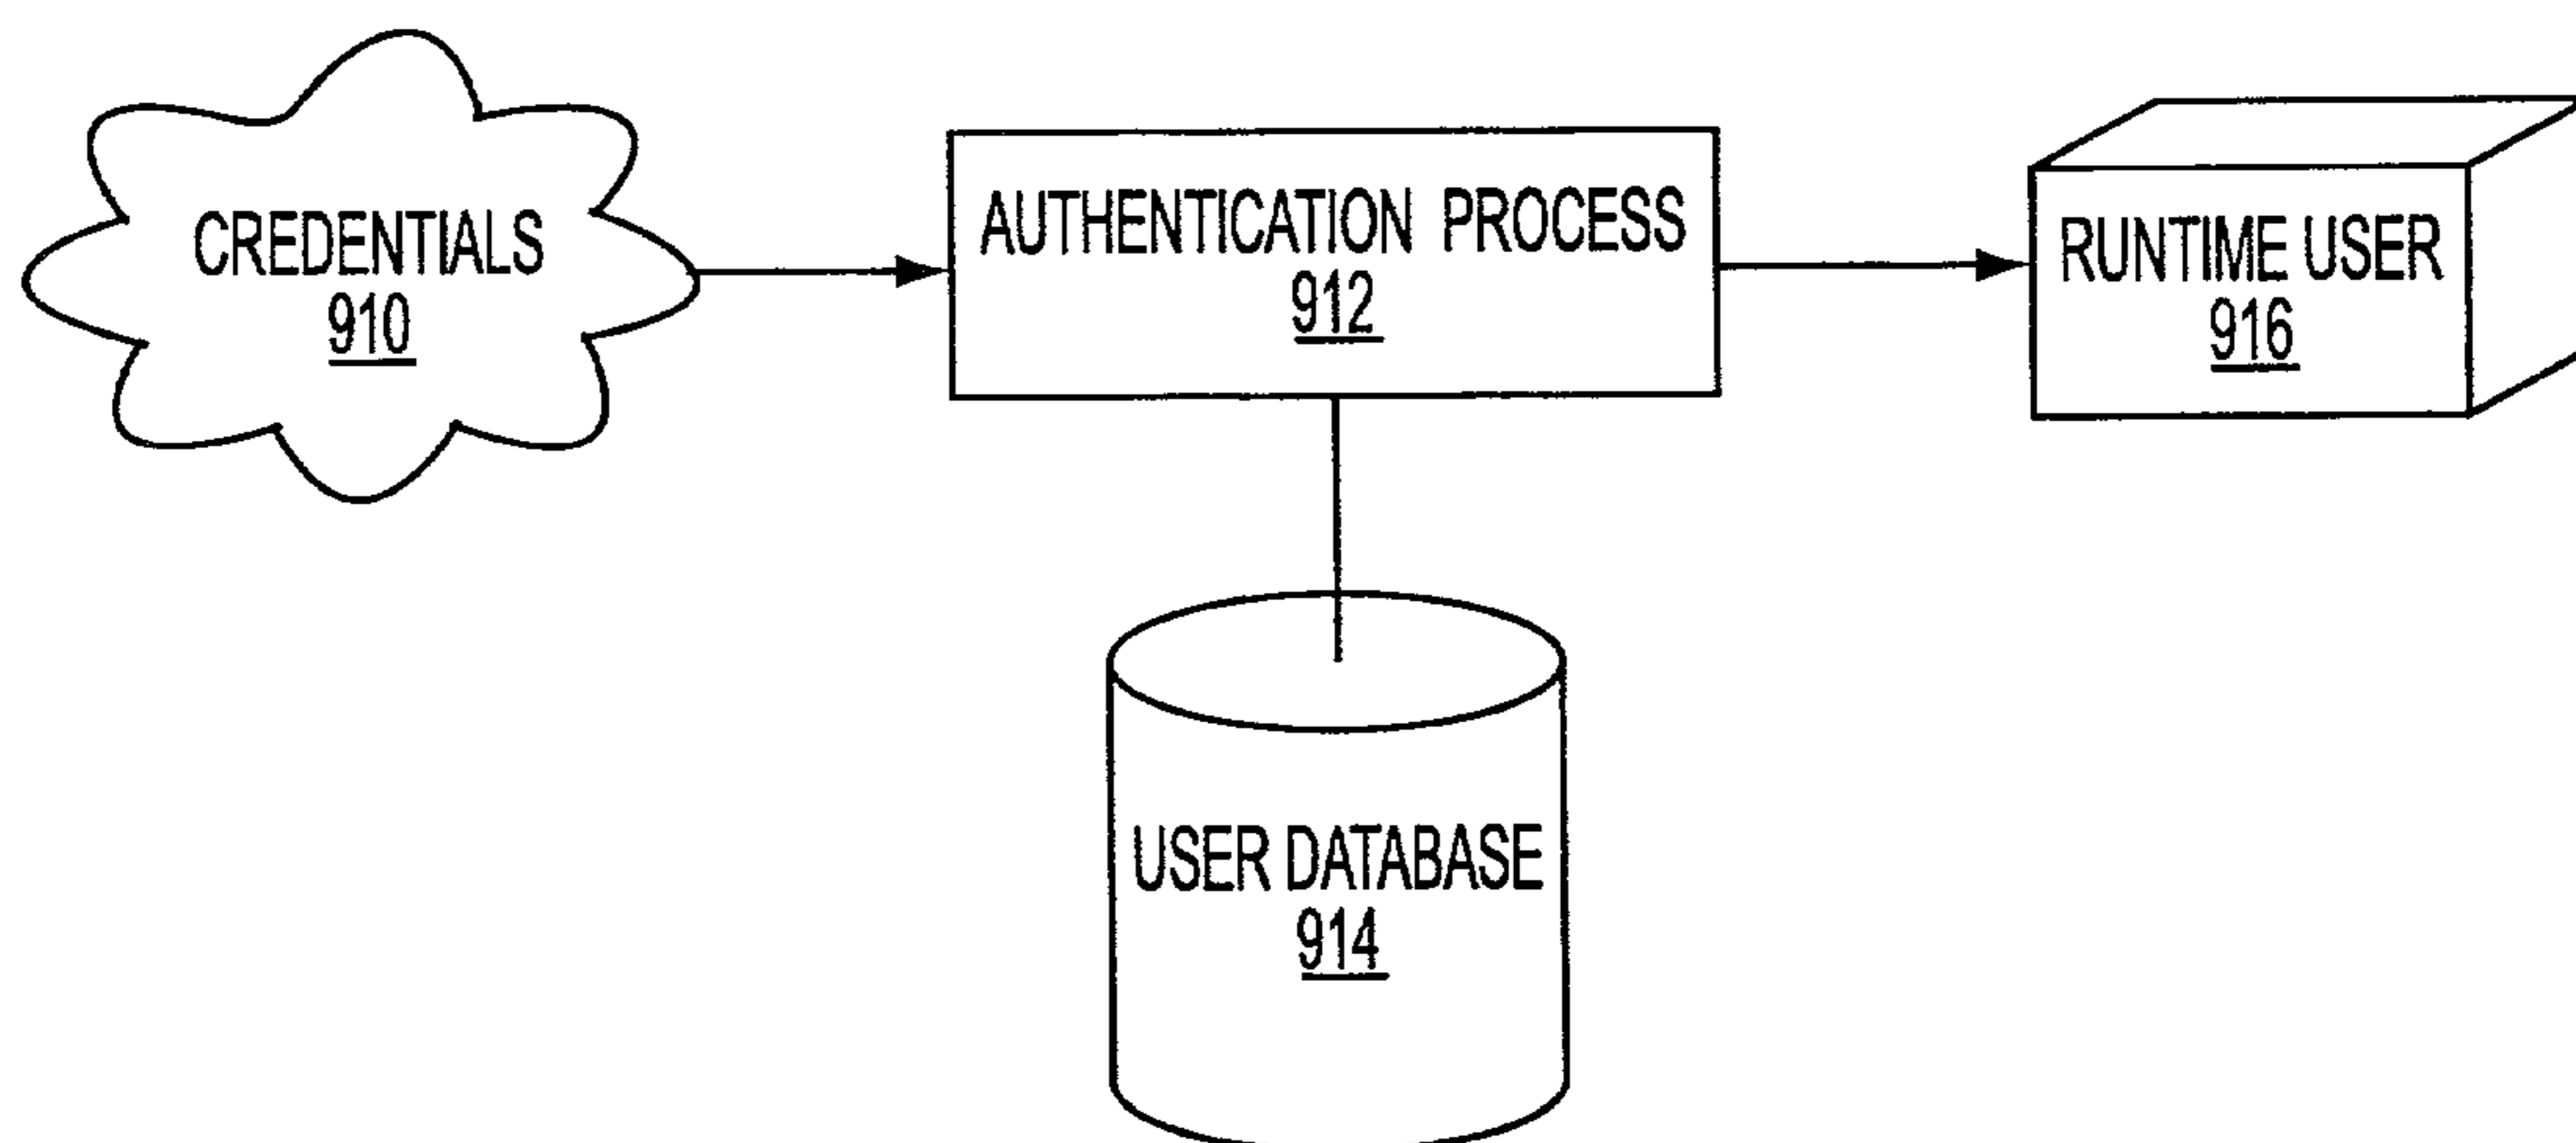 CREDENTIALS
910
AUTHENTICATION PROCESS
912
RUNTIME USER
916
USER DATABASE
914